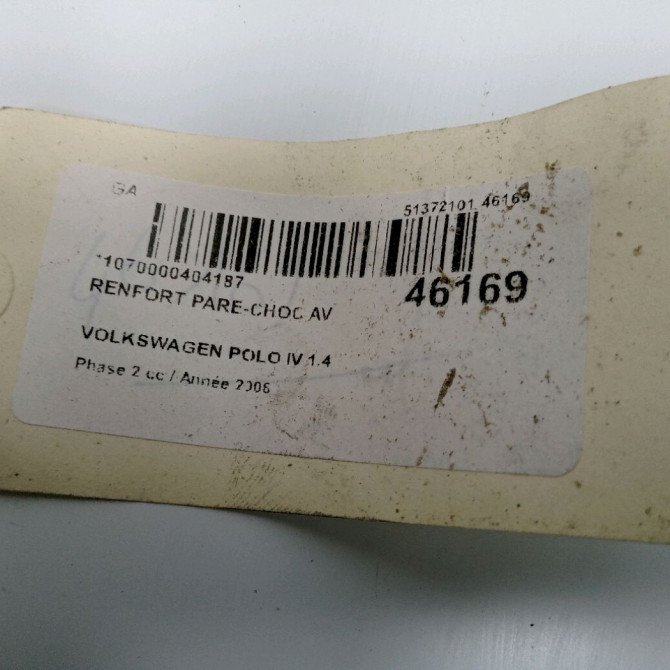 GA
51372101 46169
*1070000404187
46169
RENFORT PARE-CHOC AV
VOLKSWAGEN POLO IV 1.4
Phase 2 cc / Année 2006